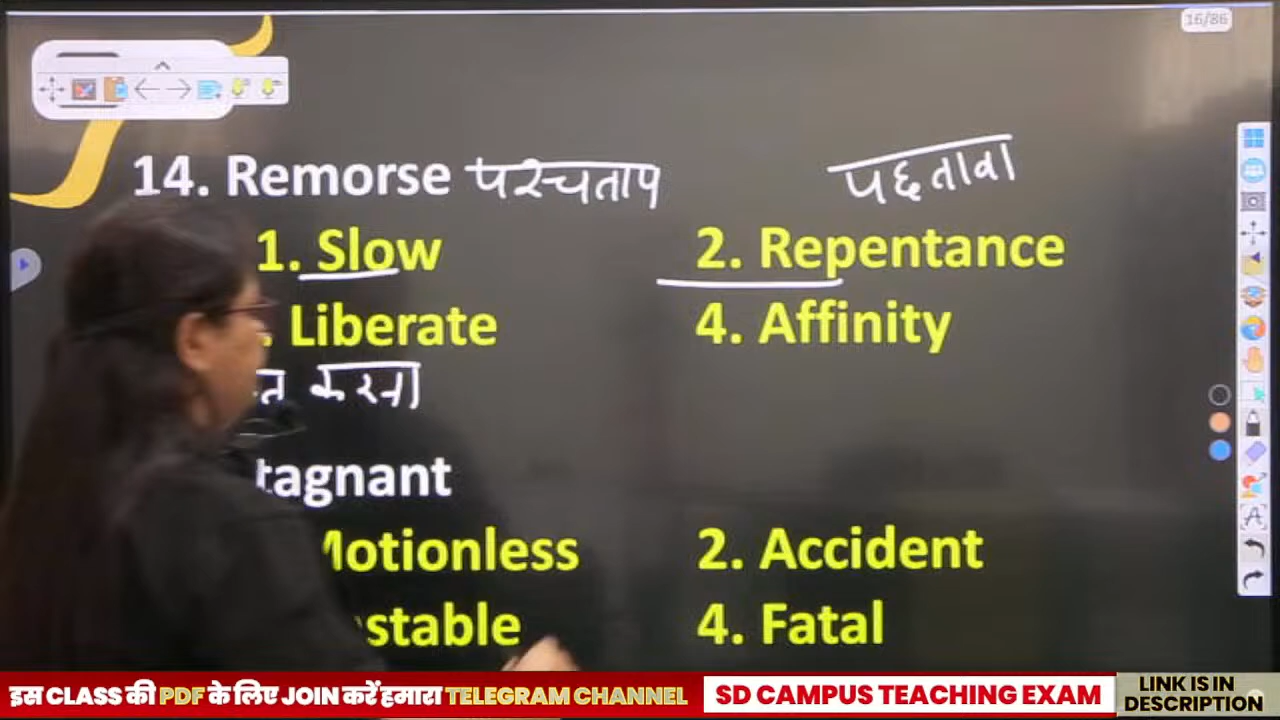 16/86
14. Remorse पश्चताप पछतावा
1. Slow 2. Repentance
Liberate 4. Affinity
करना
tagnant
Motionless 2. Accident
stable 4. Fatal
इस CLASS की PDF के लिए JOIN करें हमारा TELEGRAM CHANNEL SD CAMPUS TEACHING EXAM LINK IS IN
DESCRIPTION